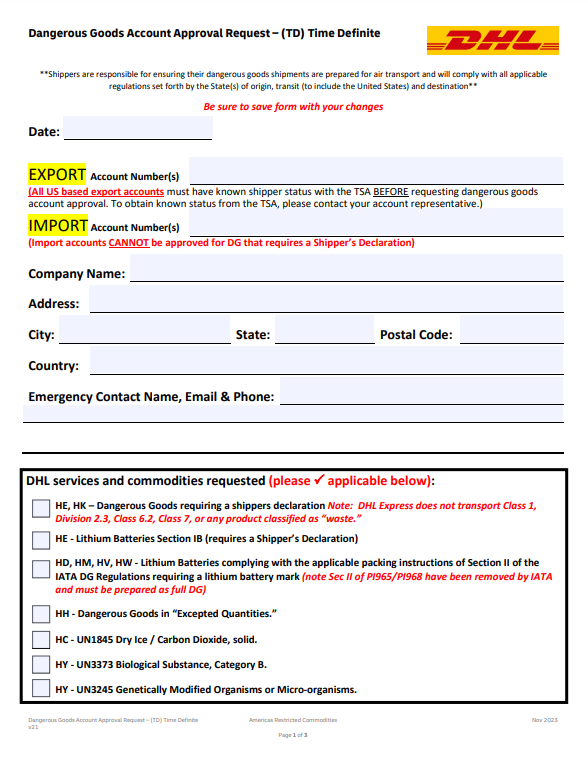 Dangerous Goods Account Approval Request – (TD) Time Definite
DHL
**Shippers are responsible for ensuring their dangerous goods shipments are prepared for air transport and will comply with all applicable
regulations set forth by the State(s) of origin, transit (to include the United States) and destination**
Be sure to save form with your changes
Date:
EXPORT Account Number(s)
(All US based export accounts must have known shipper status with the TSA BEFORE requesting dangerous goods
account approval. To obtain known status from the TSA, please contact your account representative.)
IMPORT Account Number(s)
(Import accounts CANNOT be approved for DG that requires a Shipper's Declaration)
Company Name:
Address:
City: State: Postal Code:
Country:
Emergency Contact Name, Email & Phone:
DHL services and commodities requested (please ✓ applicable below):
HE, HK – Dangerous Goods requiring a shippers declaration Note: DHL Express does not transport Class 1,
Division 2.3, Class 6.2, Class 7, or any product classified as "waste."
HE - Lithium Batteries Section IB (requires a Shipper's Declaration)
HD, HM, HV, HW - Lithium Batteries complying with the applicable packing instructions of Section II of the
IATA DG Regulations requiring a lithium battery mark (note Sec II of PI965/PI968 have been removed by IATA
and must be prepared as full DG)
HH - Dangerous Goods in "Excepted Quantities."
HC - UN1845 Dry Ice / Carbon Dioxide, solid.
HY - UN3373 Biological Substance, Category B.
HY - UN3245 Genetically Modified Organisms or Micro-organisms.
Dangerous Goods Account Approval Request – (TD) Time Definite Americas Restricted Commodities Nov 2023
v21
Page 1 of 3